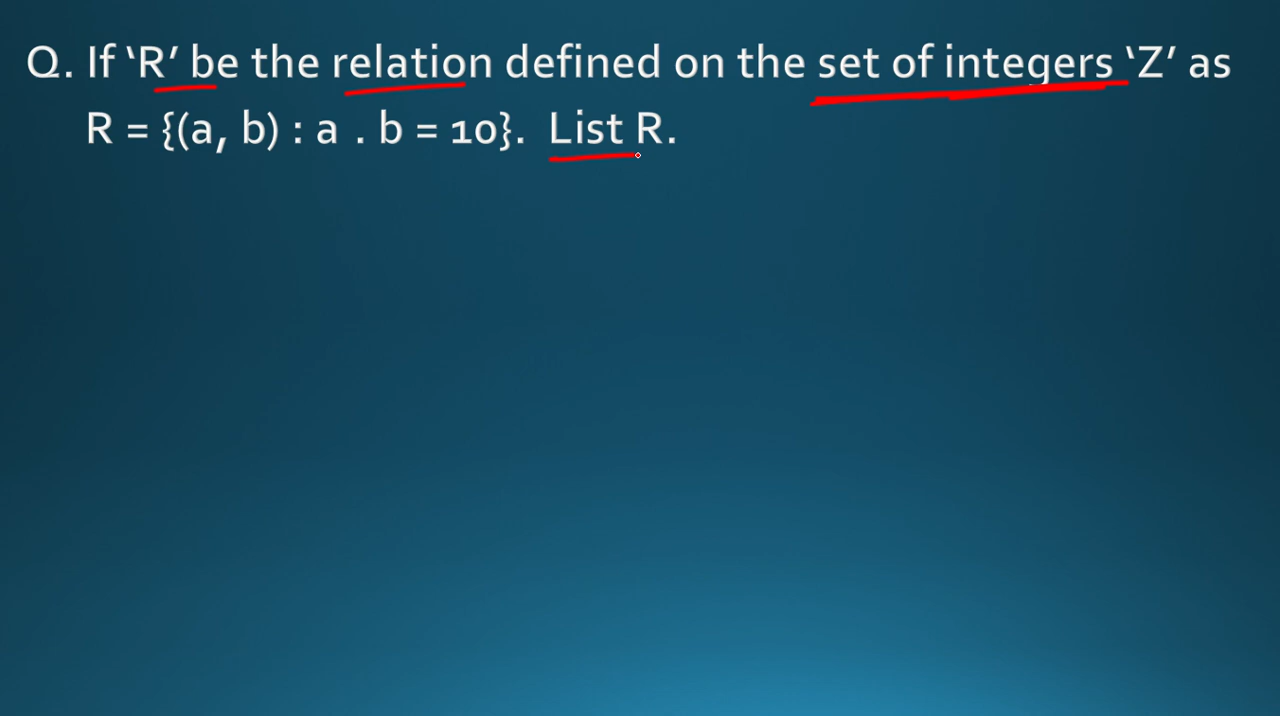 Q. If ‘R’ be the relation defined on the set of integers ‘Z’ as
R = {(a, b) : a . b = 10}. List R.